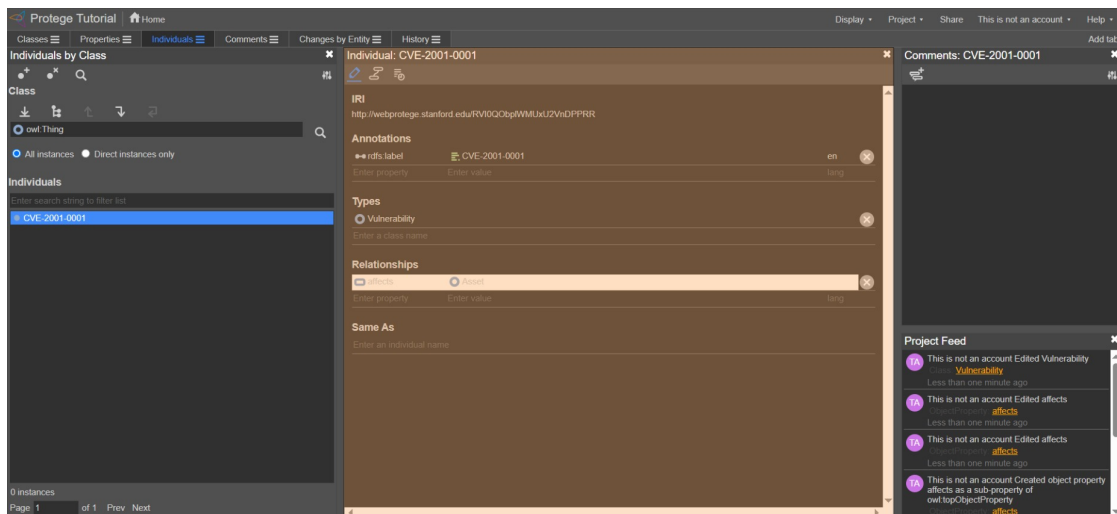 Protege Tutorial Home Display Project Share This is not an account Help
Classes Properties Individuals Comments Changes by Entity History Add tab
Individuals by Class
Class
owl:Thing
All instances Direct instances only
Individuals
Enter search string to filter list
CVE-2001-0001
0 instances
Page 1 of 1 Prev Next
Individual: CVE-2001-0001
IRI
http://webprotege.stanford.edu/RVI0QObplWMUxU2VnDPPRR
Annotations
rdfs:label CVE-2001-0001 en
Enter property Enter value lang
Types
Vulnerability
Enter a class name
Relationships
affects Asset
Enter property Enter value lang
Same As
Enter an individual name
Comments: CVE-2001-0001
Project Feed
TA This is not an account Edited Vulnerability
Class: Vulnerability
Less than one minute ago
TA This is not an account Edited affects
ObjectProperty: affects
Less than one minute ago
TA This is not an account Edited affects
ObjectProperty: affects
Less than one minute ago
TA This is not an account Created object property
affects as a sub-property of
owl:topObjectProperty
ObjectProperty: affects